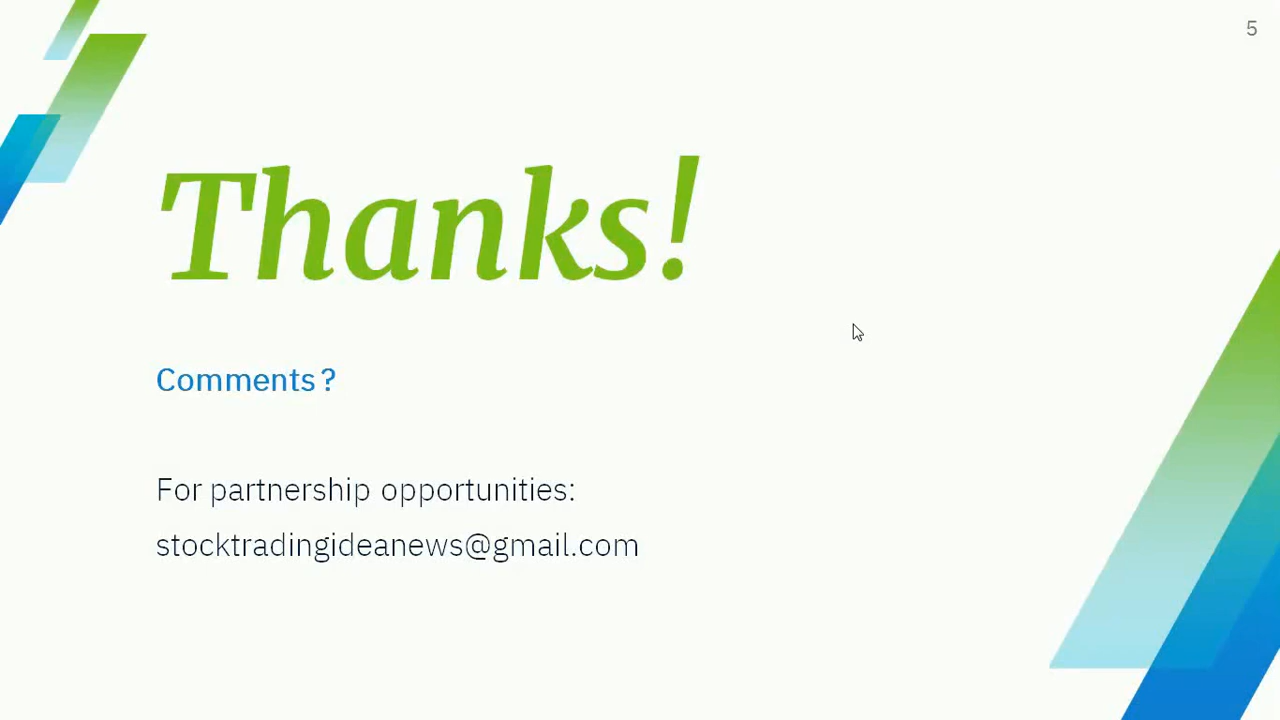 5
Thanks!
Comments?
For partnership opportunities:
stocktradingideanews@gmail.com